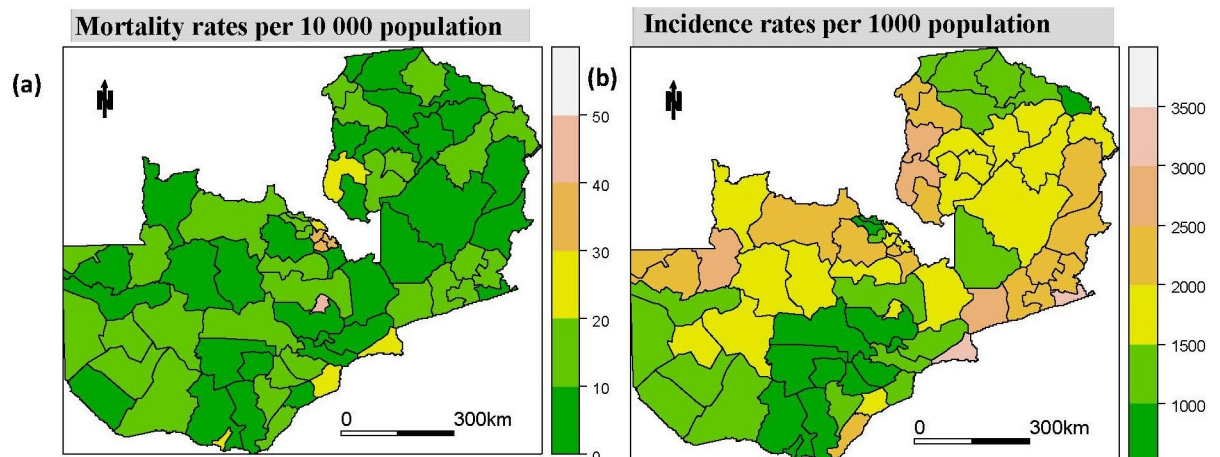 Mortality rates per 10 000 population
(a)
N
50
40
30
20
10
0
0 300km
Incidence rates per 1000 population
(b)
N
3500
3000
2500
2000
1500
1000
0 300km